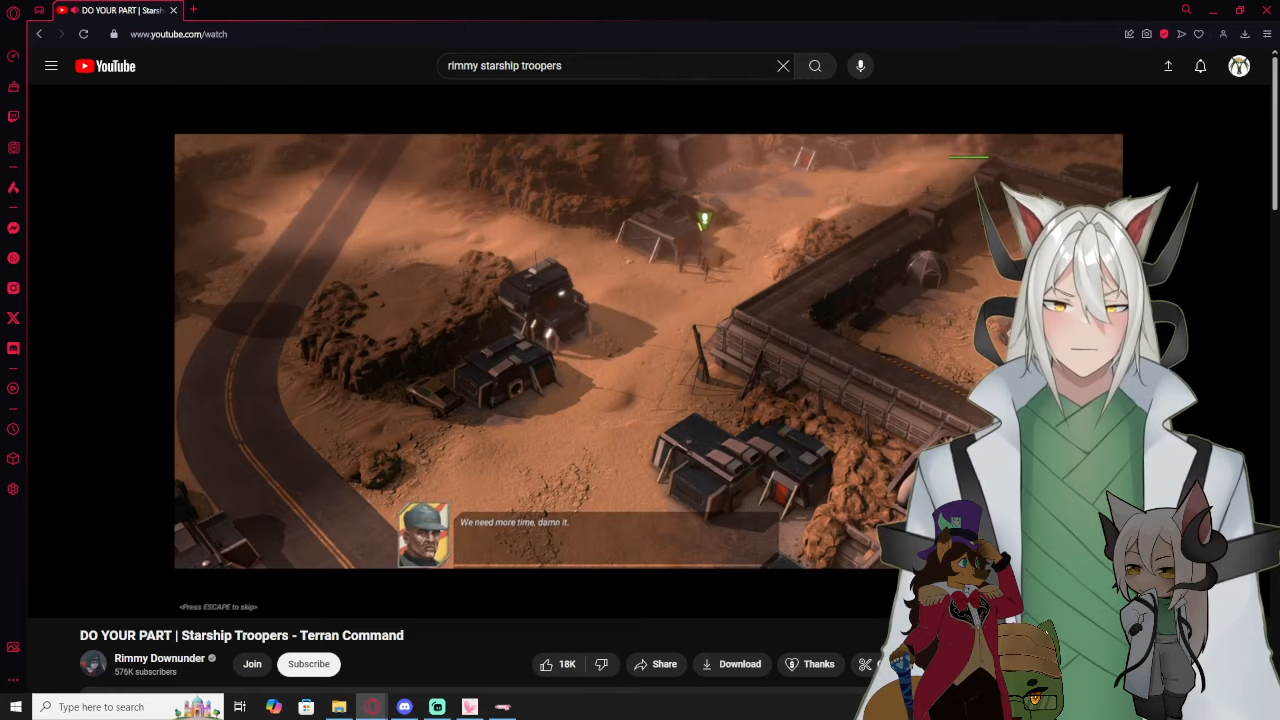 DO YOUR PART | Starsh
www.youtube.com/watch
YouTube
rimmy starship troopers
We need more time, damn it.
<Press ESCAPE to skip>
DO YOUR PART | Starship Troopers - Terran Command
Rimmy Downunder
576K subscribers
Join
Subscribe
18K
Share
Download
Thanks
Type here to search